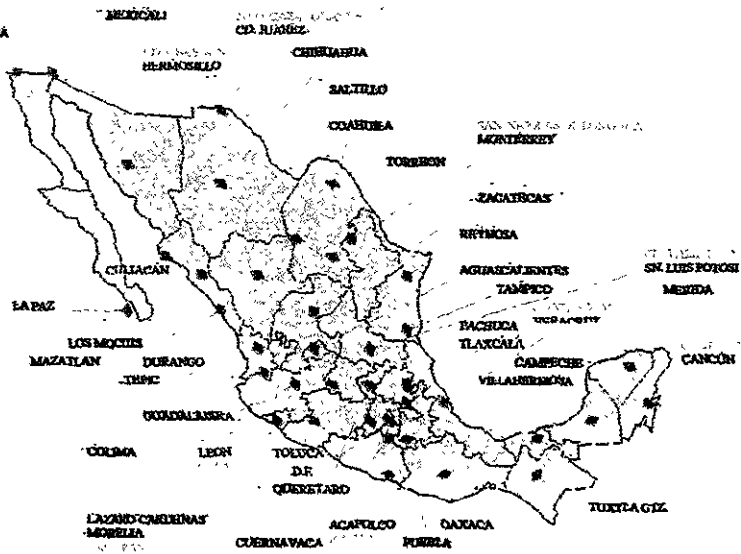 MEXICALI
CD. JUAREZ
HERMOSILLO
CHIHUAHUA
SALTILLO
COAHUILA
MONTERREY
TORREON
ZACATECAS
REYNOSA
CULIACÁN
AGUASCALIENTES
SN. LUIS POTOSI
TAMPICO
MERIDA
LA PAZ
PACHUCA
LOS MOCHIS
TLAXCALA
MAZATLAN
DURANGO
CAMPECHE
CANCÚN
TEPIC
VILLAHERMOSA
GUADALAJARA
COLIMA
LEON
TOLUCA
D.F.
QUERETARO
TUXTLA GTZ.
LAZARO CARDENAS
ACAPULCO
OAXACA
MORELIA
CUERNAVACA
PUEBLA